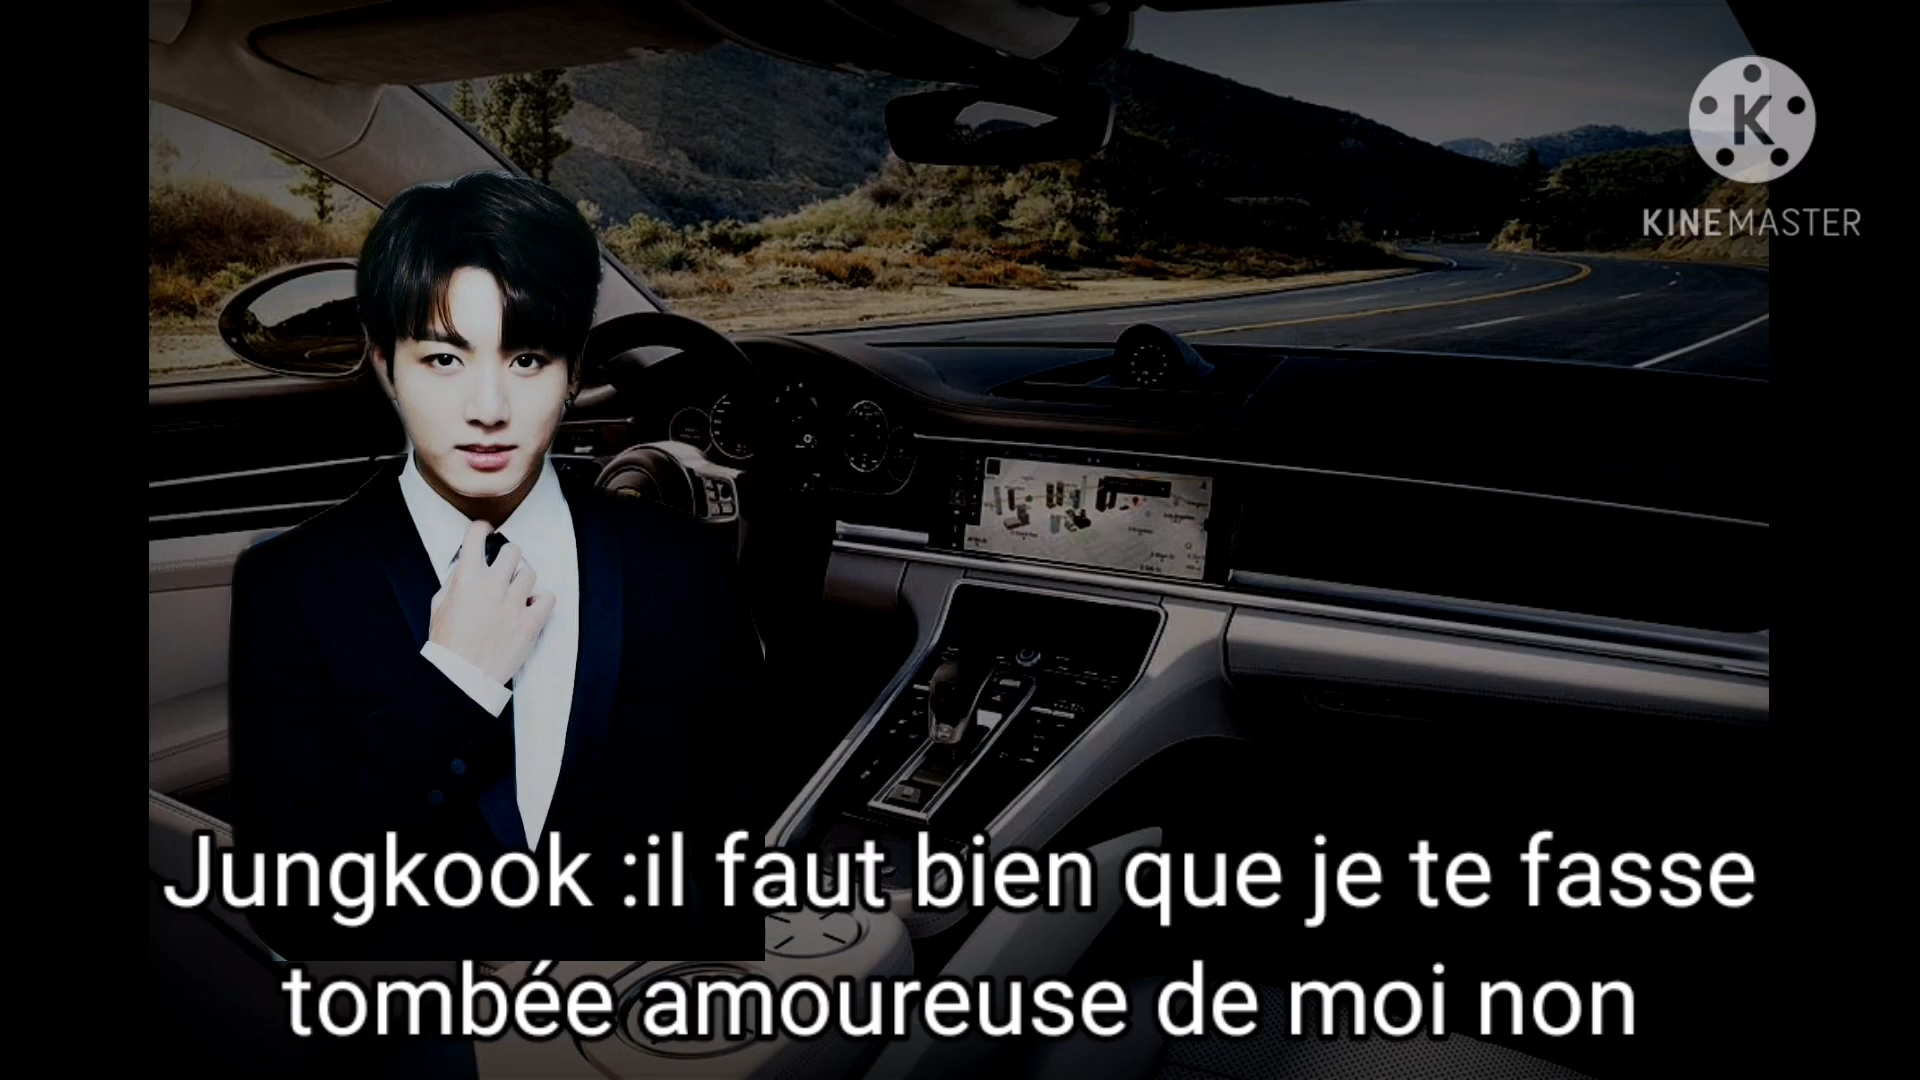 K
KINEMASTER
Jungkook :il faut bien que je te fasse
tombée amoureuse de moi non